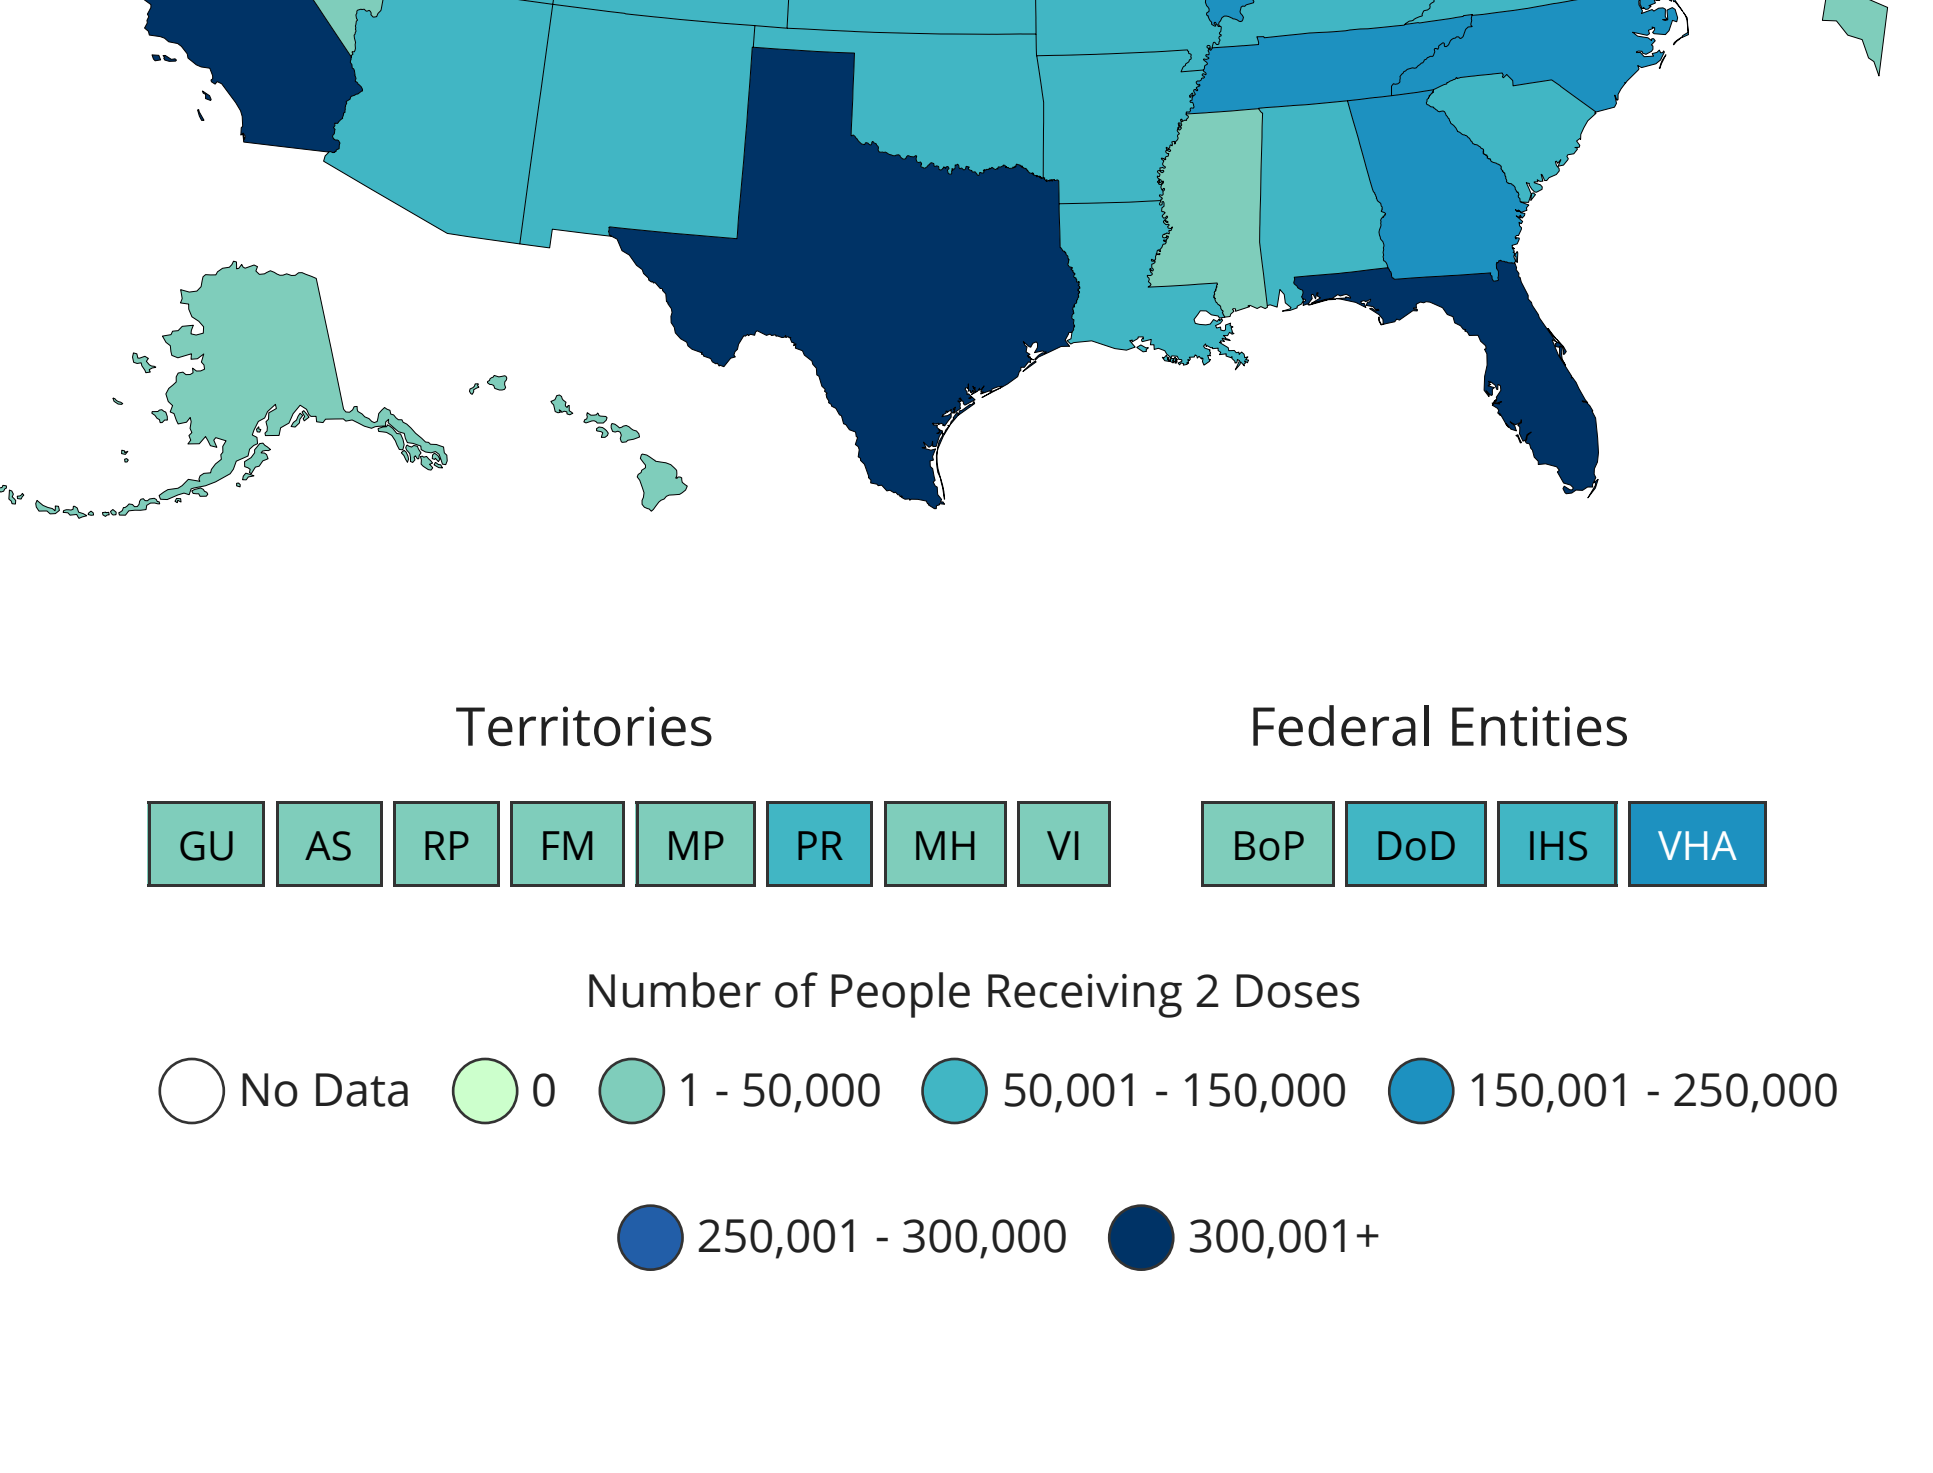 Territories
Federal Entities
GU AS RP FM MP PR MH VI
BoP DoD IHS VHA
Number of People Receiving 2 Doses
No Data 0 1 - 50,000 50,001 - 150,000 150,001 - 250,000
250,001 - 300,000 300,001+